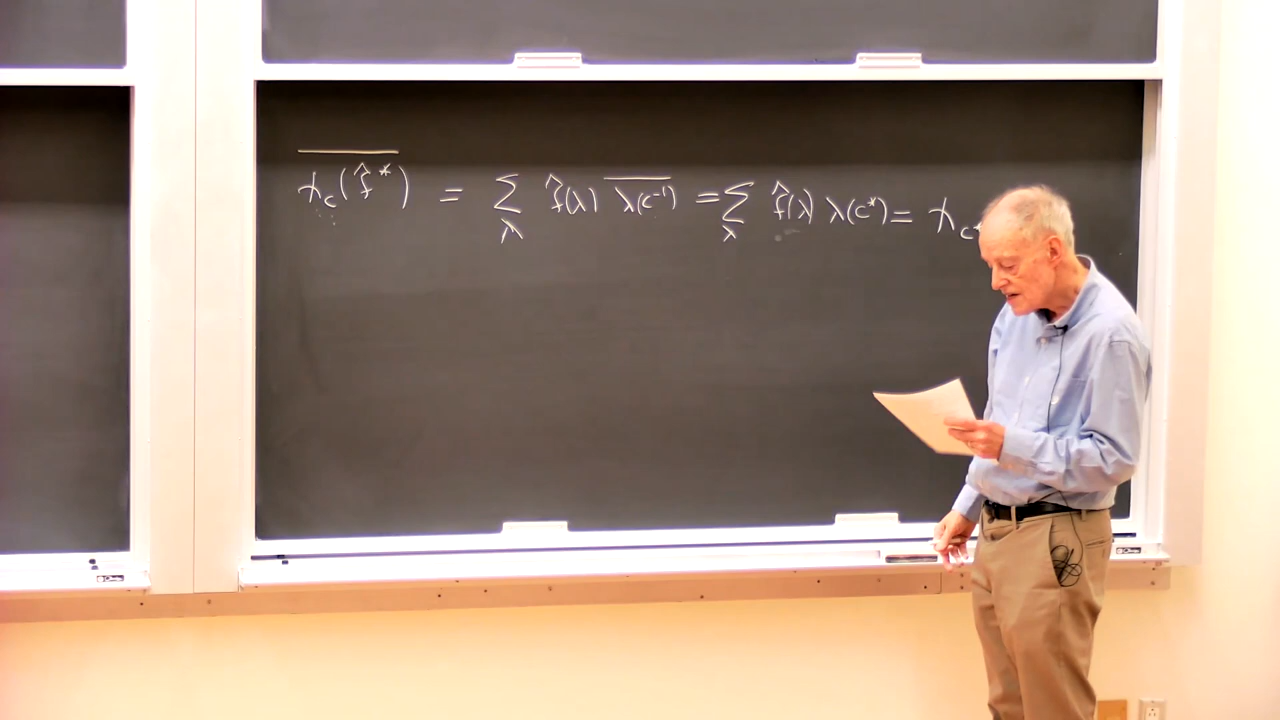 $\overline{\chi_c(\hat{f}^*)} = \sum_\lambda \hat{f}(\lambda) \overline{\lambda(c^{-1})} = \sum_\lambda \hat{f}(\lambda) \lambda(c^*) = \chi_{c^*}$